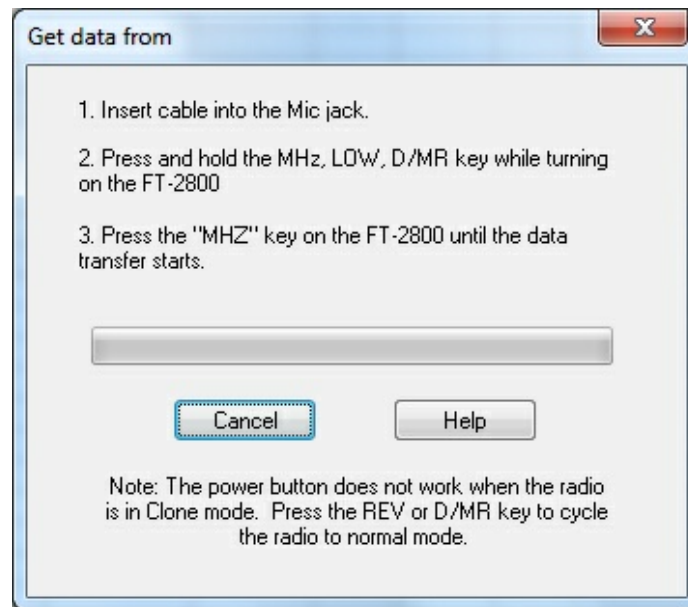 Get data from
1. Insert cable into the Mic jack.
2. Press and hold the MHz, LOW, D/MR key while turning
on the FT-2800
3. Press the "MHZ" key on the FT-2800 until the data
transfer starts.
Cancel
Help
Note: The power button does not work when the radio
is in Clone mode.  Press the REV or D/MR key to cycle
the radio to normal mode.